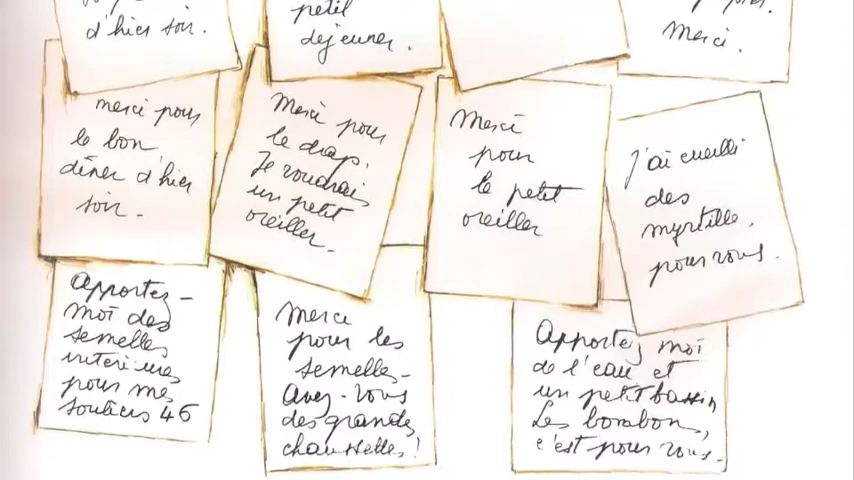 d'hier soir.
petit
dejeuner.
Merci.
merci pour
le bon
dîner d'hier
soir.
Merci pour
le drap.
Je voudrais
un petit
oreiller.
Merci
pour
le petit
oreiller
j'ai cueilli
des
myrtille.
pour vous.
Apportez-
moi des
semelles
interieures
pour mes
souliers 46
Merci
pour les
semelles-
Avez-vous
des grandes
chaussettes!
Apportez moi
de l'eau et
un petit bassin
Les bonbons,
c'est pour vous.